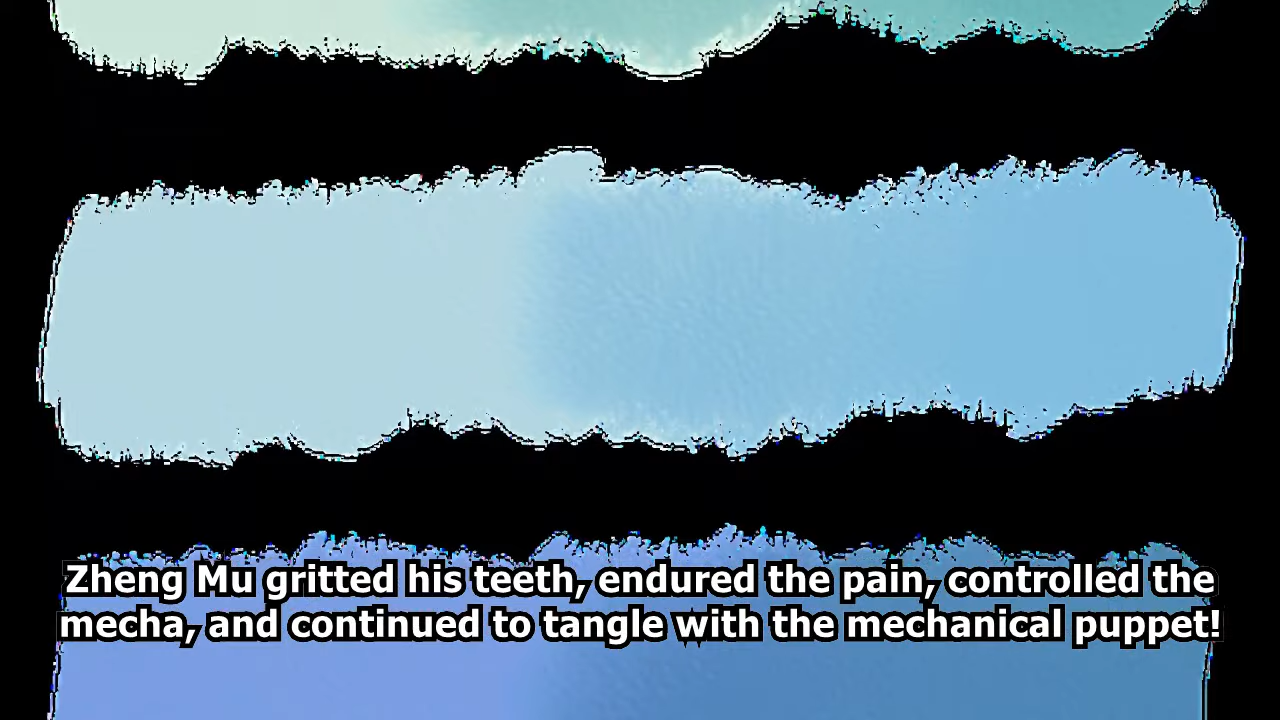 Zheng Mu gritted his teeth, endured the pain, controlled the
mecha, and continued to tangle with the mechanical puppet!